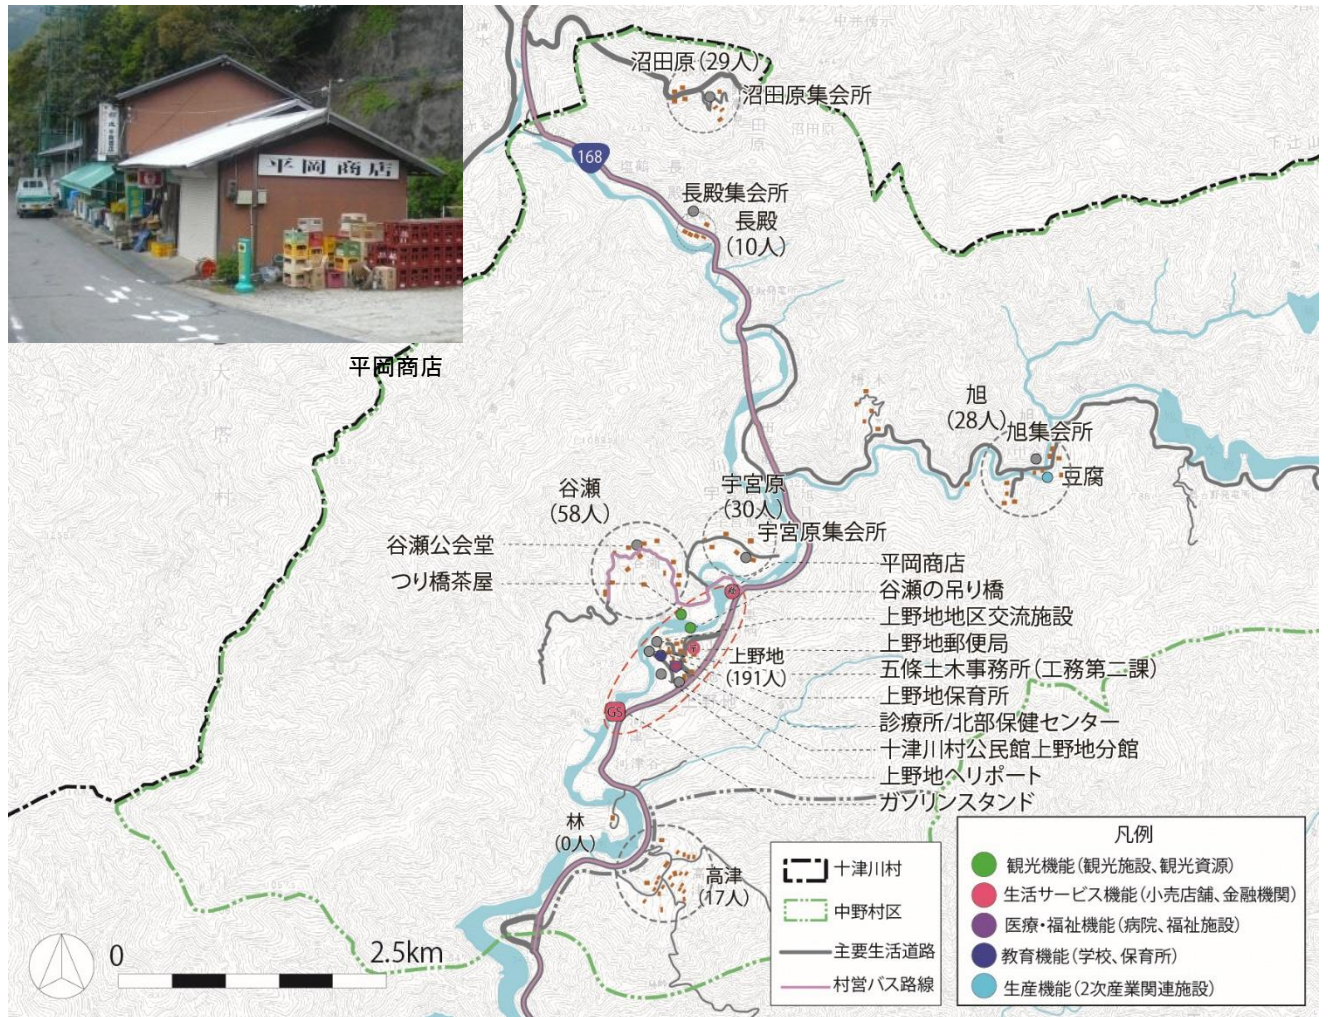 平岡商店
平岡商店
沼田原(29人)
沼田原集会所
168
長殿集会所
長殿
(10人)
旭
(28人)
旭集会所
豆腐
谷瀬
(58人)
宇宮原
(30人)
宇宮原集会所
谷瀬公会堂
つり橋茶屋
平岡商店
谷瀬の吊り橋
上野地地区交流施設
上野地郵便局
五條土木事務所(工務第二課)
上野地保育所
診療所/北部保健センター
十津川村公民館上野地分館
上野地ヘリポート
ガソリンスタンド
上野地
(191人)
GS
林
(0人)
高津
(17人)
0
2.5km
十津川村
中野村区
主要生活道路
村営バス路線
凡例
観光機能(観光施設、観光資源)
生活サービス機能(小売店舗、金融機関)
医療・福祉機能(病院、福祉施設)
教育機能(学校、保育所)
生産機能(2次産業関連施設)